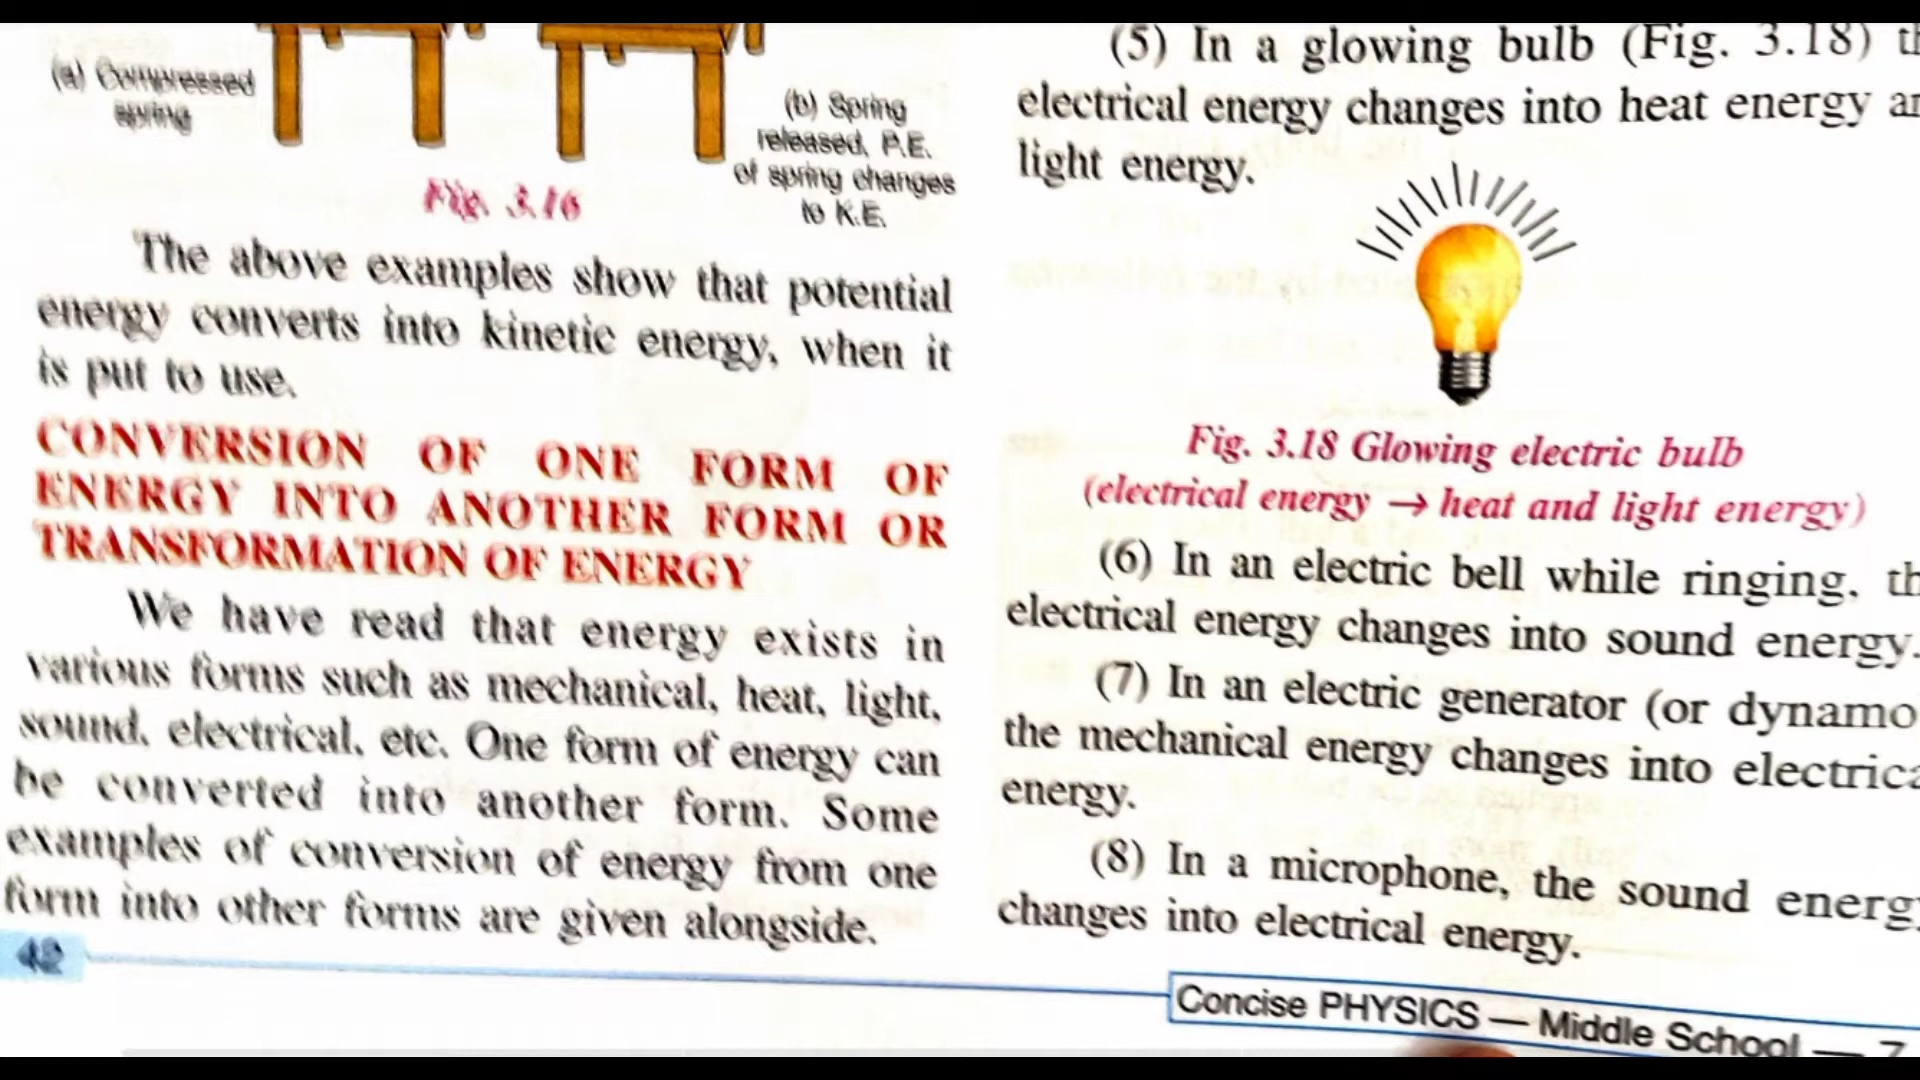 (a) Compressed
spring
(b) Spring
released, P.E.
of spring changes
to K.E.
Fig. 3.16
The above examples show that potential
energy converts into kinetic energy, when it
is put to use.
CONVERSION OF ONE FORM OF
ENERGY INTO ANOTHER FORM OR
TRANSFORMATION OF ENERGY
We have read that energy exists in
various forms such as mechanical, heat, light,
sound, electrical, etc. One form of energy can
be converted into another form. Some
examples of conversion of energy from one
form into other forms are given alongside.
42
(5) In a glowing bulb (Fig. 3.18)
electrical energy changes into heat energy
light energy.
Fig. 3.18 Glowing electric bulb
(electrical energy → heat and light energy)
(6) In an electric bell while ringing,
electrical energy changes into sound energy.
(7) In an electric generator (or dynamo
the mechanical energy changes into
energy.
(8) In a microphone, the sound
changes into electrical energy.
Concise PHYSICS — Middle School — 7